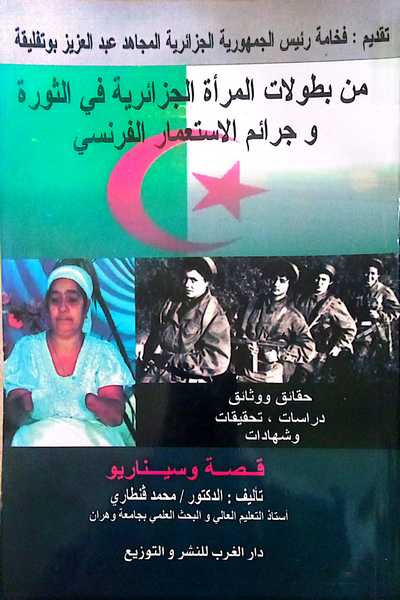 تقديم : فخامة رئيس الجمهورية الجزائرية المجاهد عبد العزيز بوتفليقة
من بطولات المرأة الجزائرية في الثورة
و جرائم الاستعمار الفرنسي
حقائق ووثائق
دراسات ، تحقيقات
وشهادات
قصة وسيناريو
تأليف : الدكتور / محمد ڤنطاري
أستاذ التعليم العالي و البحث العلمي بجامعة وهران
دار الغرب للنشر و التوزيع